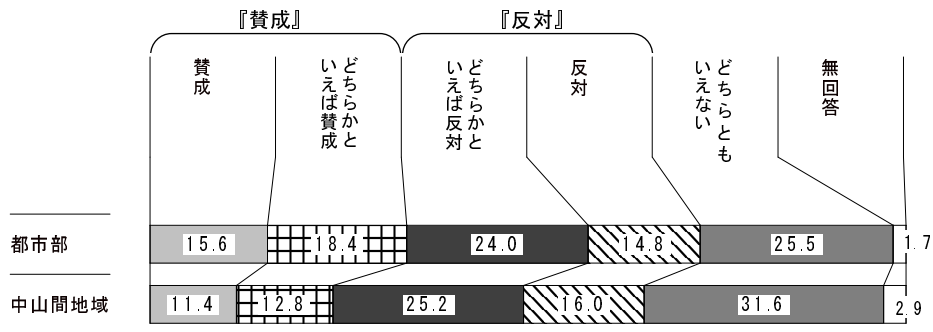 『賛成』
『反対』
賛成
どちらかと
いえば賛成
どちらかと
いえば反対
反対
どちらとも
いえない
無回答
都市部
15.6
18.4
24.0
14.8
25.5
1.7
中山間地域
11.4
12.8
25.2
16.0
31.6
2.9